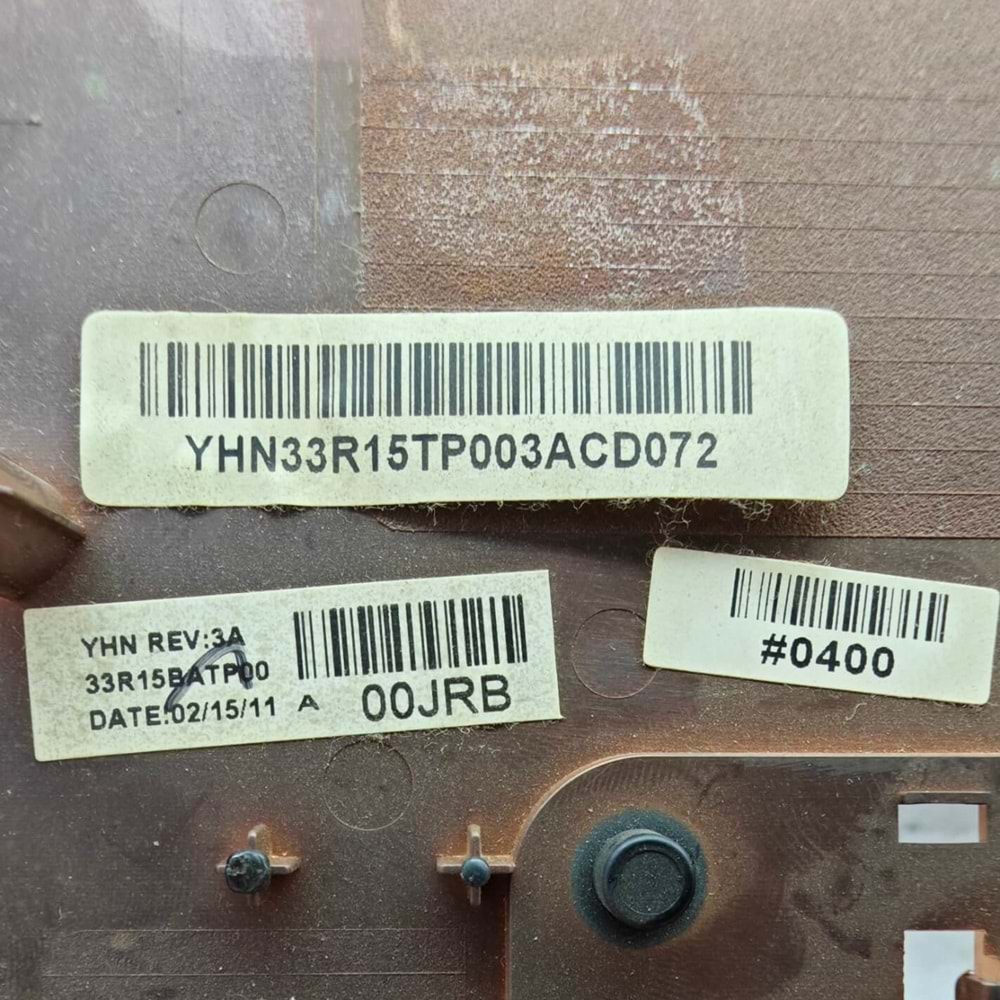 YHN33R15TP003ACD072
YHN REV:3A
33R15BATP00
DATE:02/15/11 A
00JRB
#0400